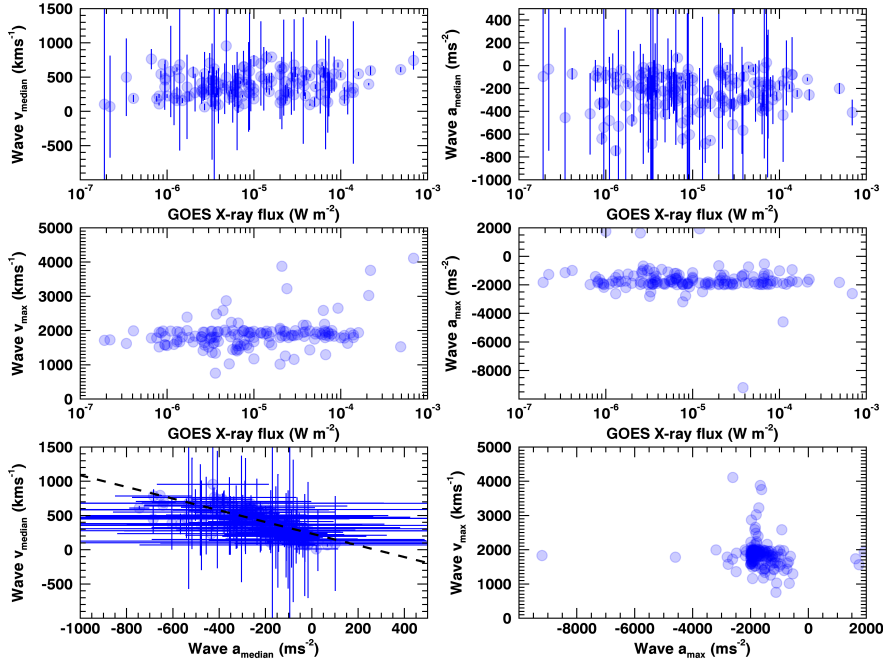 1500
1000
500
0
-500
Wave v_median (kms^-1)
10^-7 10^-6 10^-5 10^-4 10^-3
GOES X-ray flux (W m^-2)
400
200
0
-200
-400
-600
-800
-1000
Wave a_median (ms^-2)
10^-7 10^-6 10^-5 10^-4 10^-3
GOES X-ray flux (W m^-2)
5000
4000
3000
2000
1000
0
Wave v_max (kms^-1)
10^-7 10^-6 10^-5 10^-4 10^-3
GOES X-ray flux (W m^-2)
2000
0
-2000
-4000
-6000
-8000
Wave a_max (ms^-2)
10^-7 10^-6 10^-5 10^-4 10^-3
GOES X-ray flux (W m^-2)
1500
1000
500
0
-500
Wave v_median (kms^-1)
-1000 -800 -600 -400 -200 0 200 400
Wave a_median (ms^-2)
5000
4000
3000
2000
1000
0
Wave v_max (kms^-1)
-8000 -6000 -4000 -2000 0 2000
Wave a_max (ms^-2)